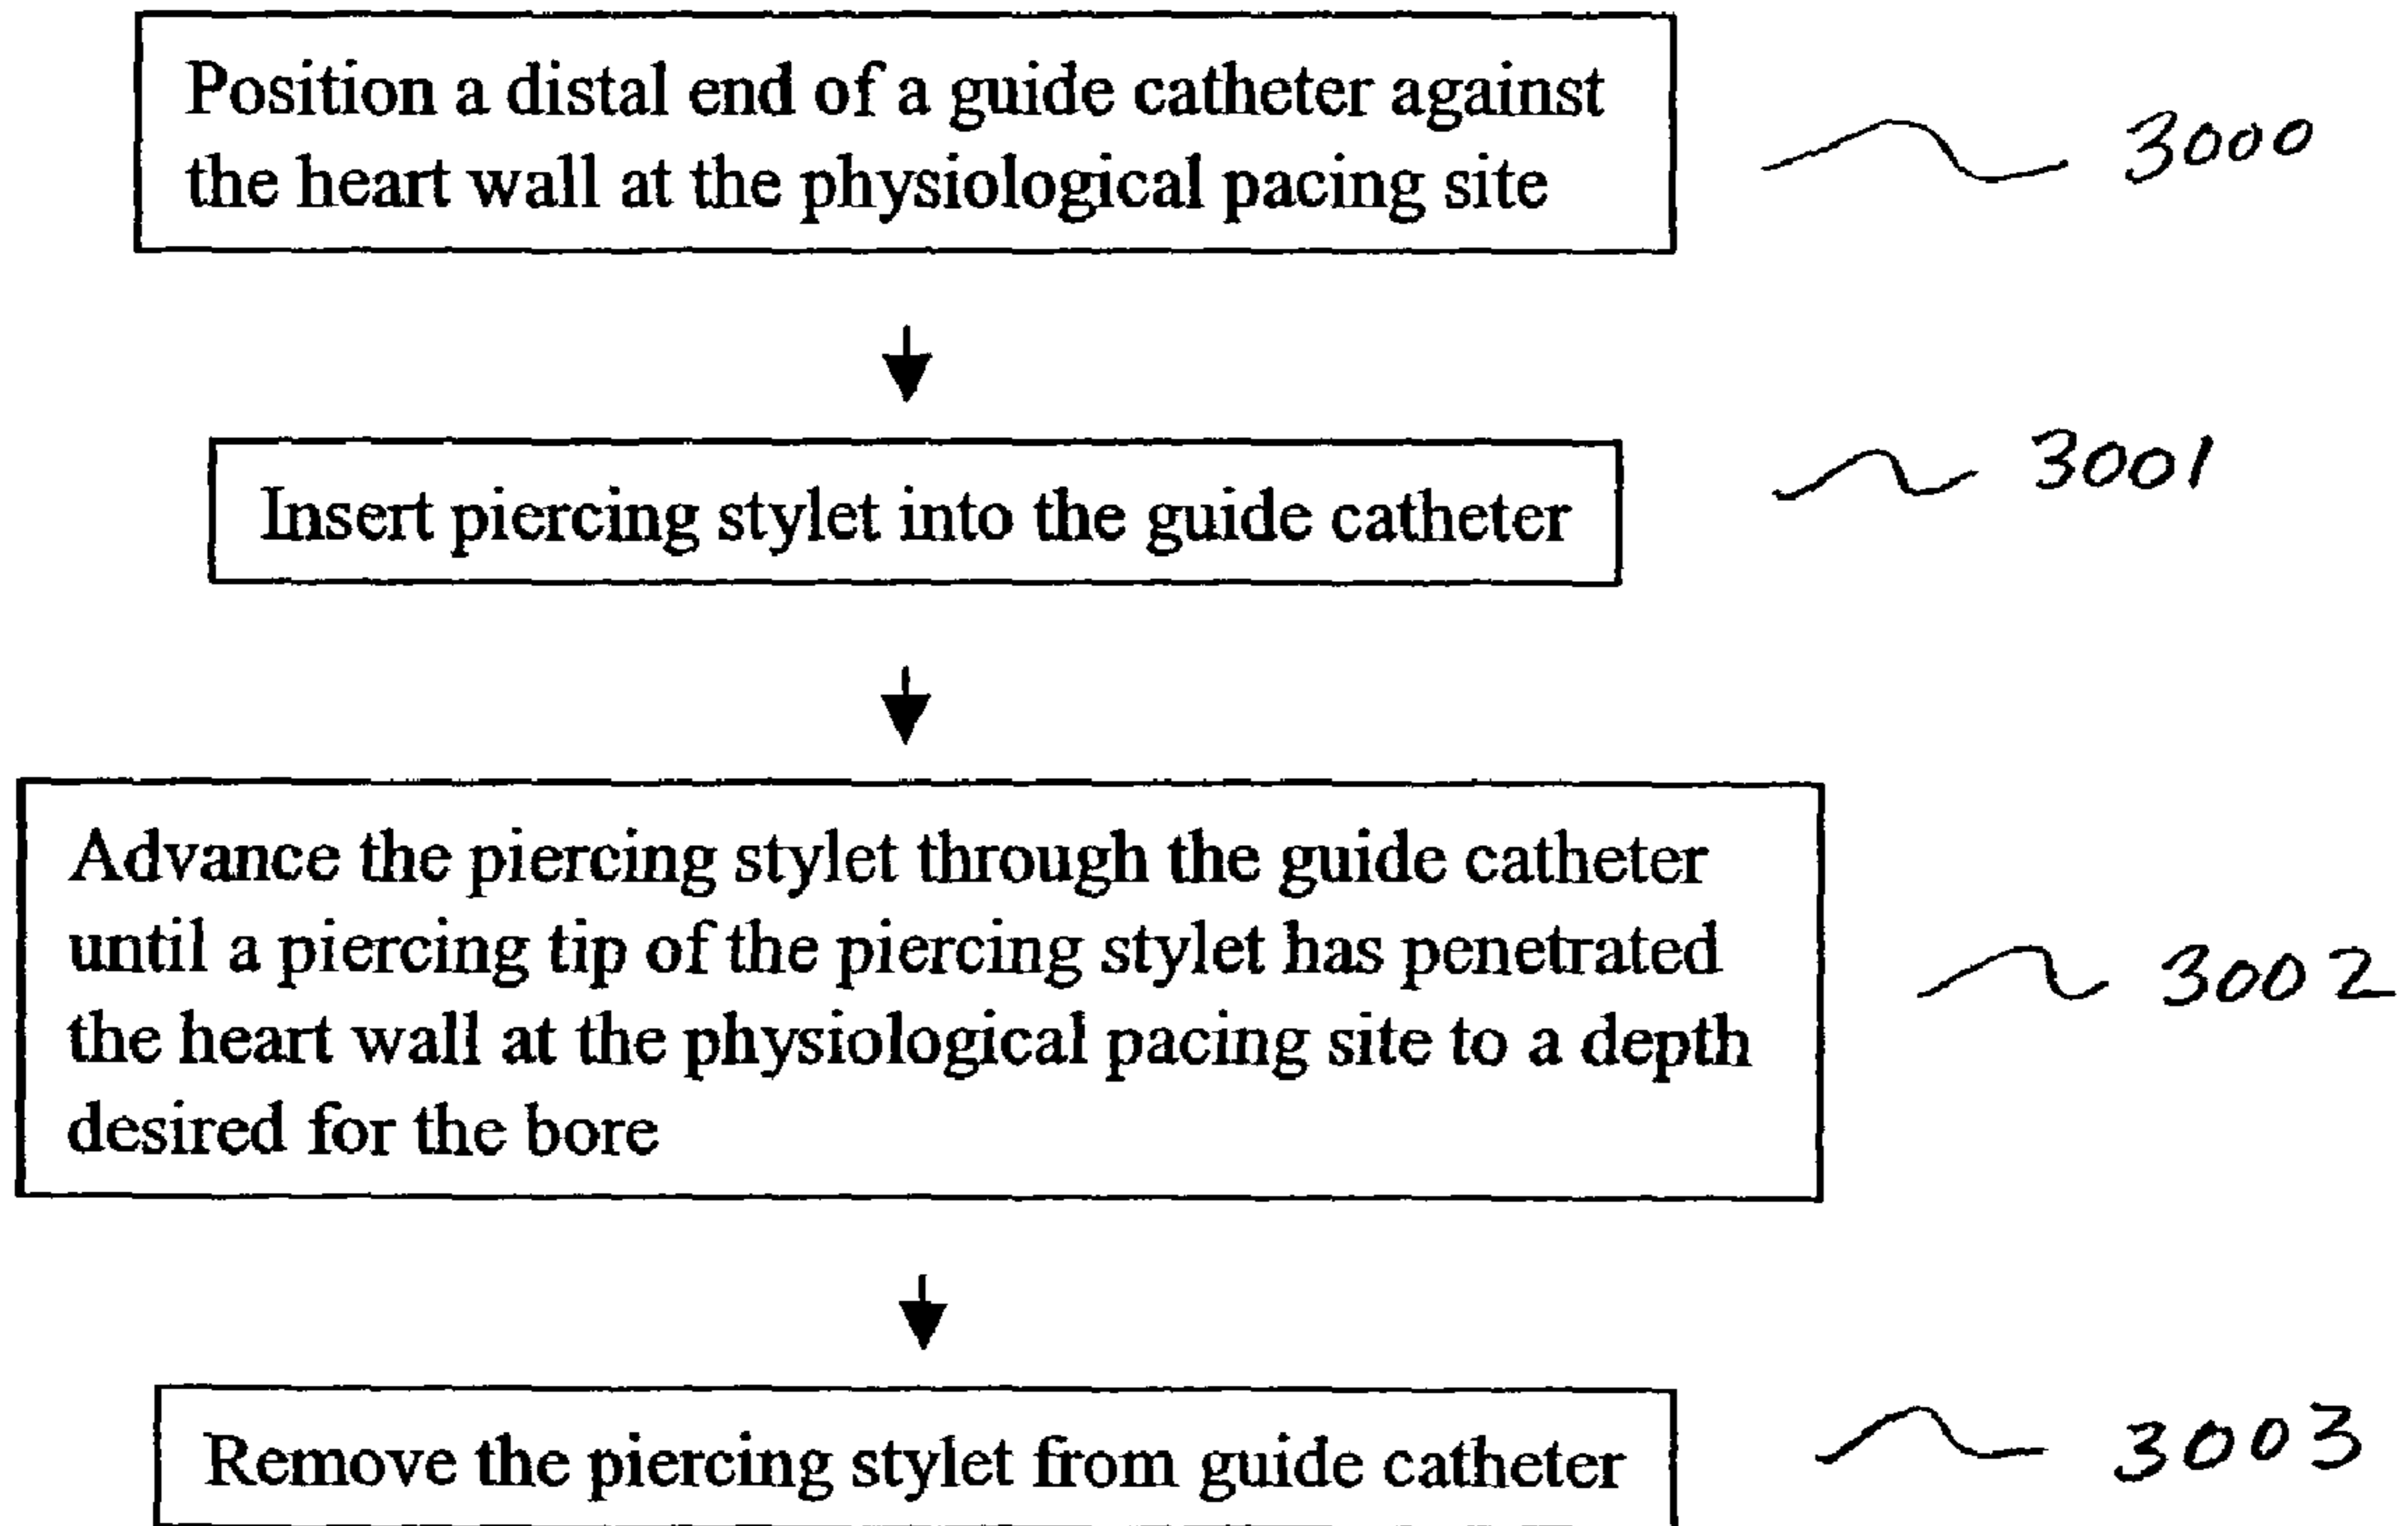 Position a distal end of a guide catheter against
the heart wall at the physiological pacing site
3000
Insert piercing stylet into the guide catheter
3001
Advance the piercing stylet through the guide catheter
until a piercing tip of the piercing stylet has penetrated
the heart wall at the physiological pacing site to a depth
desired for the bore
3002
Remove the piercing stylet from guide catheter
3003